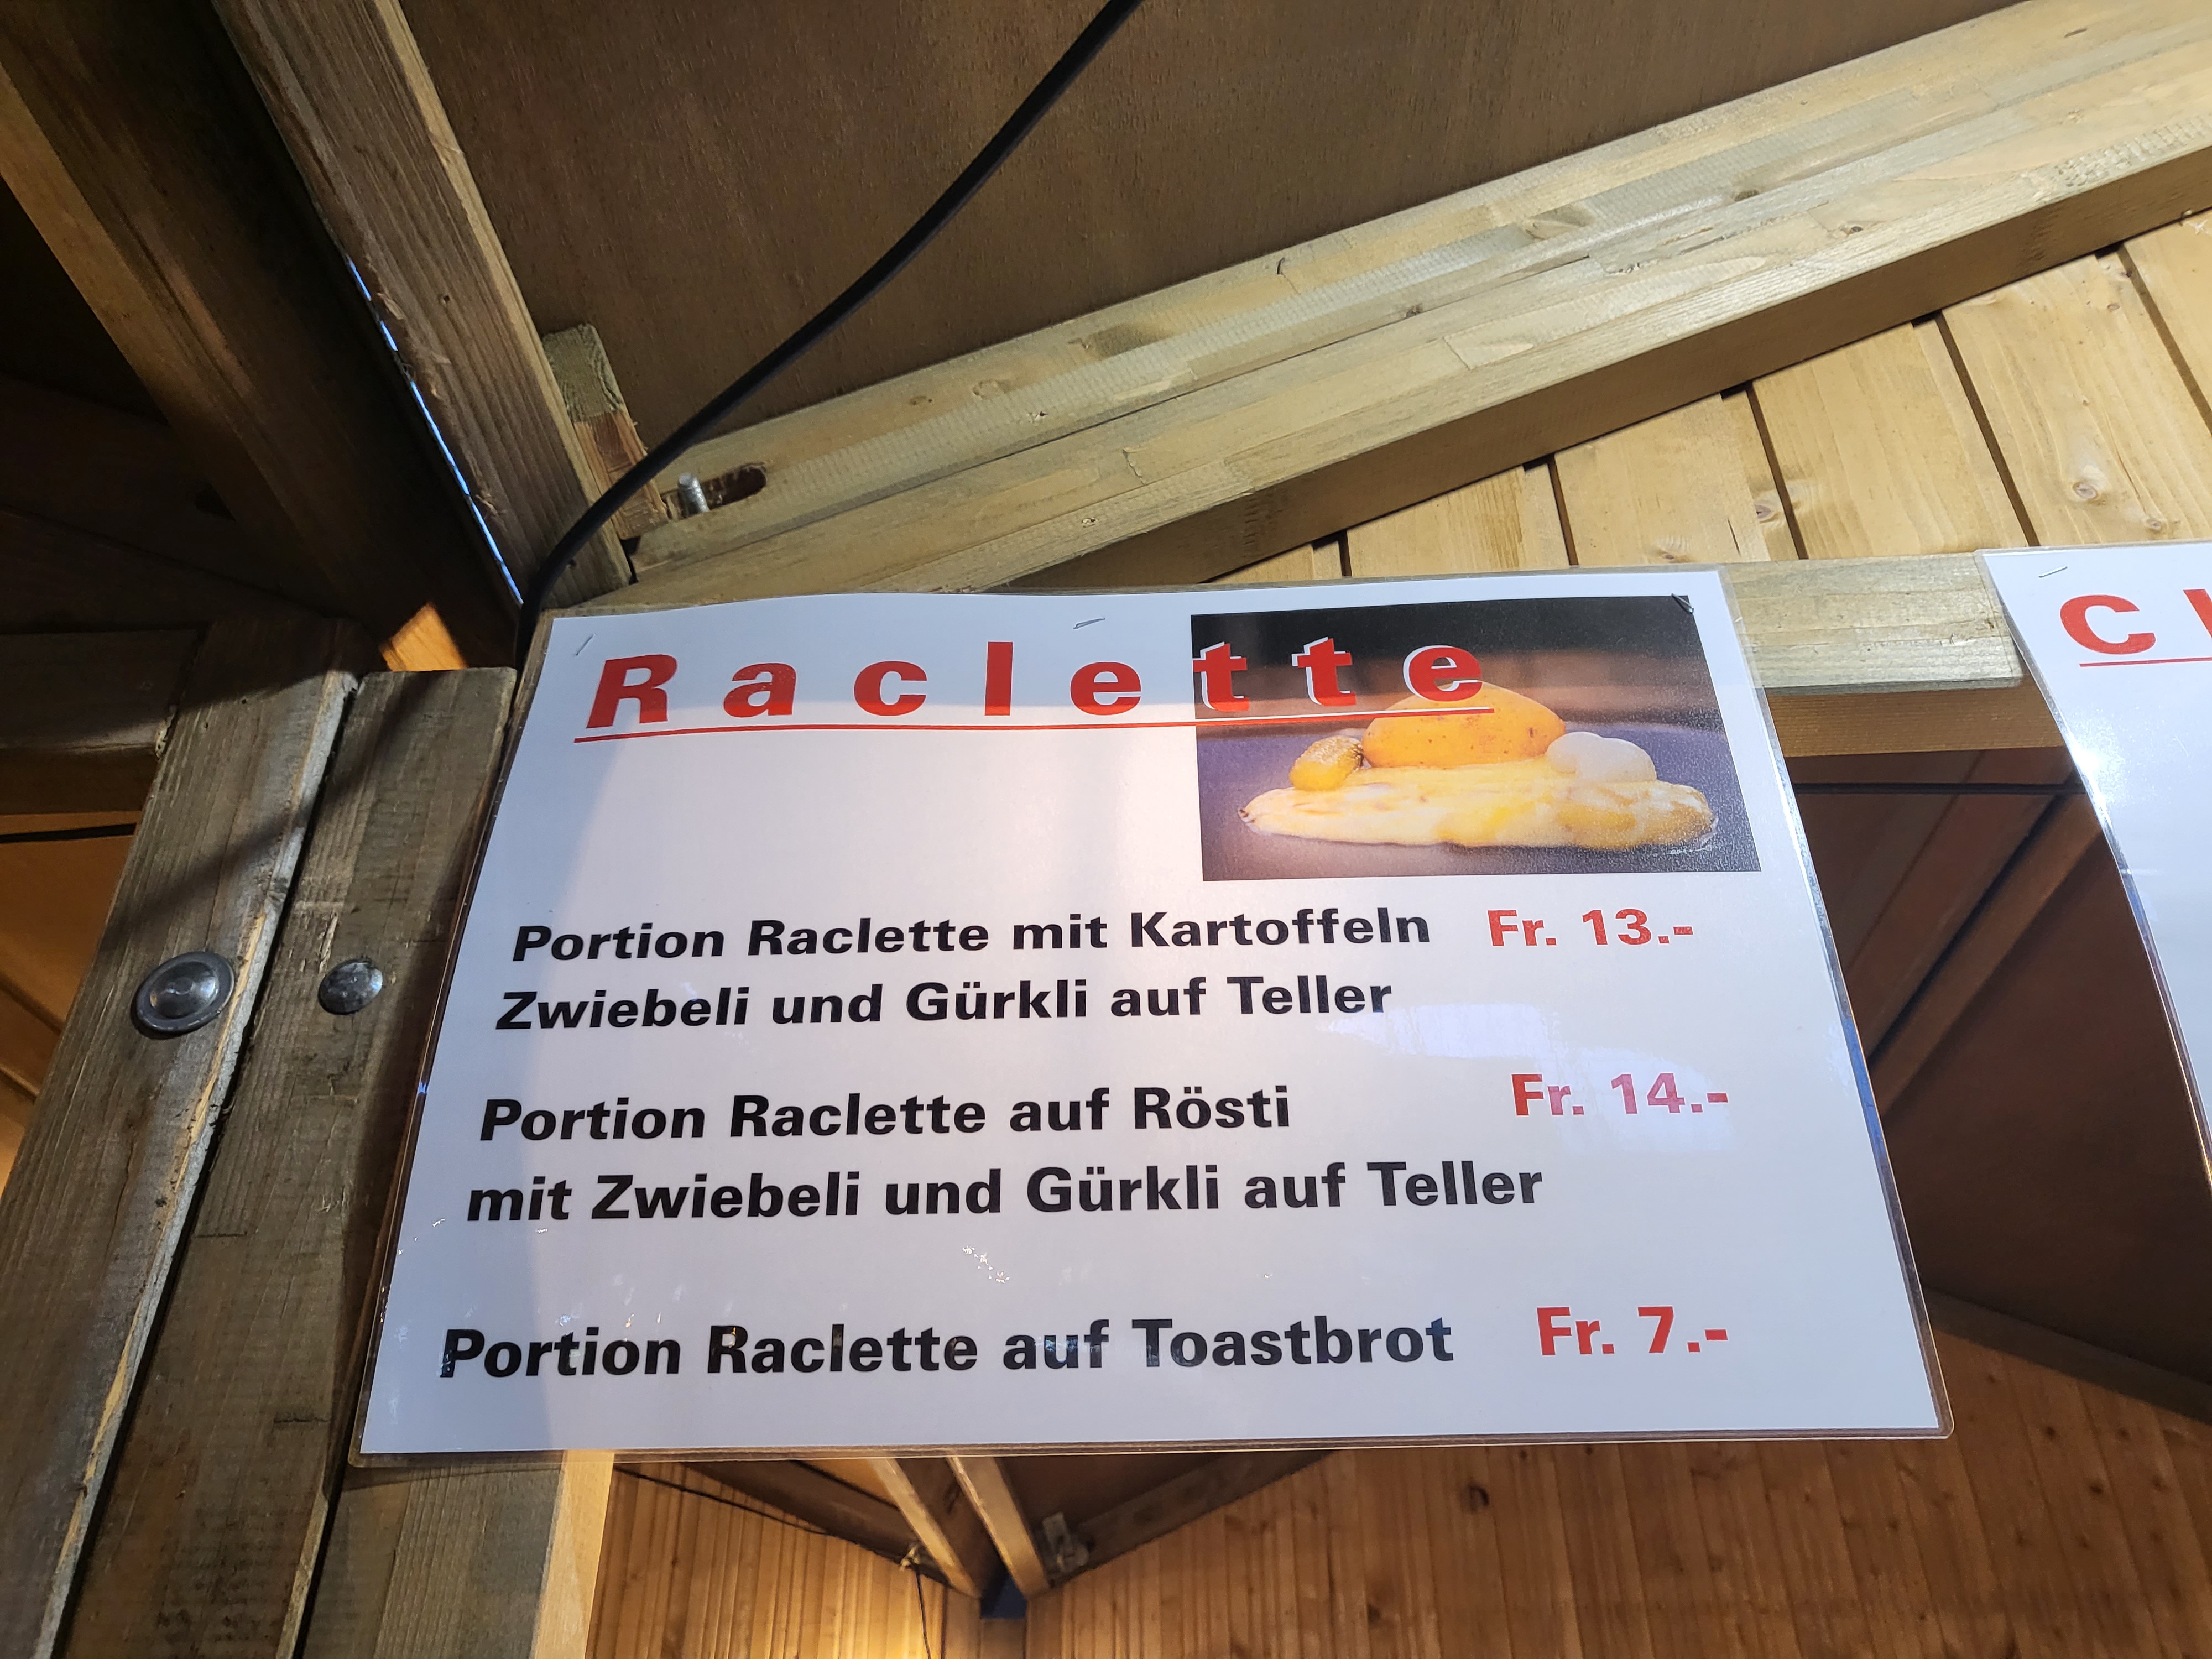 Raclette
Portion Raclette mit Kartoffeln Fr. 13.-
Zwiebeli und Gürkli auf Teller
Portion Raclette auf Rösti Fr. 14.-
mit Zwiebeli und Gürkli auf Teller
Portion Raclette auf Toastbrot Fr. 7.-